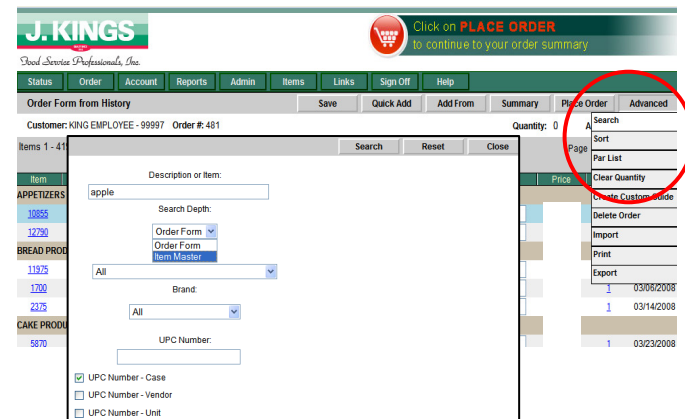 J.KINGS
Food Service Professionals, Inc.
Click on PLACE ORDER
to continue to your order summary
Status Order Account Reports Admin Items Links Sign Off Help
Order Form from History Save Quick Add Add From Summary Place Order Advanced
Customer: KING EMPLOYEE - 99997 Order #: 481 Quantity: 0 A
Search
Sort
Par List
Clear Quantity
Create Custom Guide
Delete Order
Import
Print
Export
Items 1 - 41 Page
Search Reset Close
Item Price
APPETIZERS
10855
12790
BREAD PROD
11975
1700 1 03/06/2008
2375 1 03/14/2008
CAKE PRODU
5870 1 03/23/2008
Description or Item:
apple
Search Depth:
Order Form
Order Form
Item Master
All
Brand:
All
UPC Number:
UPC Number - Case
UPC Number - Vendor
UPC Number - Unit